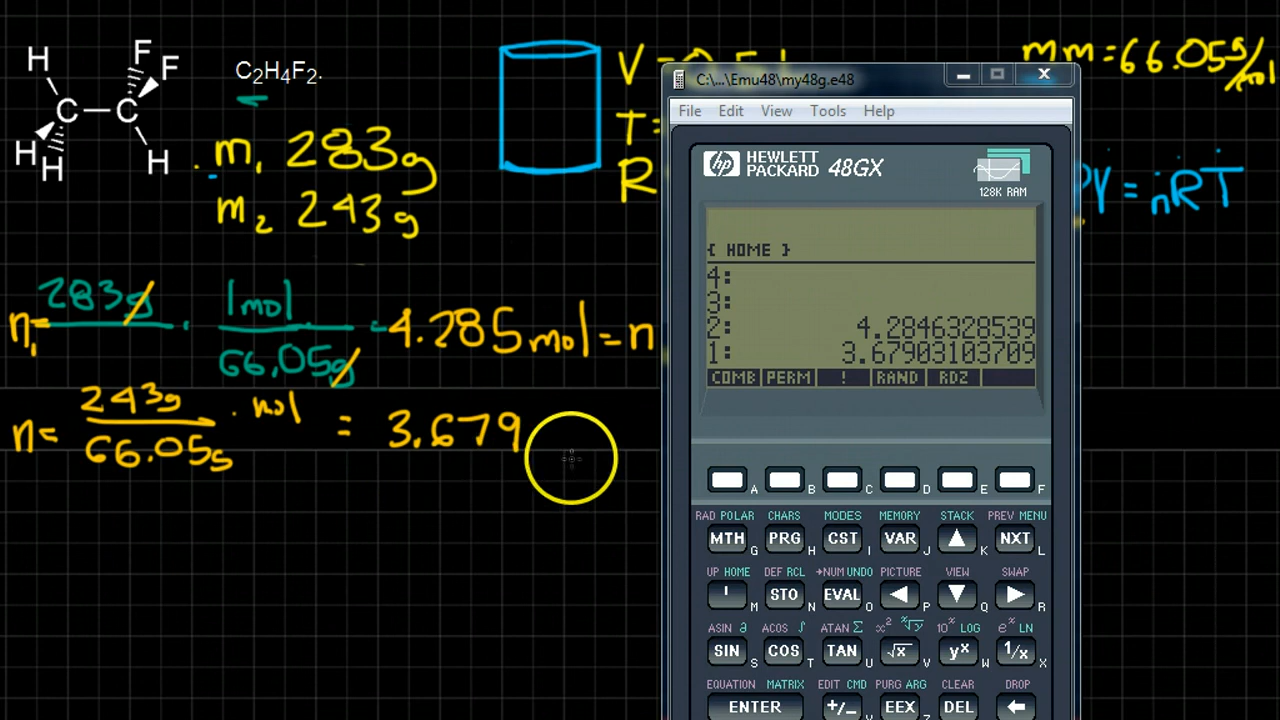 H
F
F
C
C
H
H
H
C2H4F2.
m1 283g
m2 243g
V =
T =
R
mm = 66.05g/mol
PV = nRT
n1= 283g · 1mol = 4.285mol = n
66.05g
n= 243g · mol = 3.679
66.05g
C:\...\Emu48\my48g.e48
File Edit View Tools Help
hp HEWLETT PACKARD 48GX
128K RAM
{ HOME }
4:
3:
2: 4.2846328539
1: 3.67903103709
COMB PERM ! RAND RDZ
A B C D E F
RAD POLAR CHARS MODES MEMORY STACK PREV MENU
MTH G PRG H CST I VAR J ▲ K NXT L
UP HOME DEF RCL →NUM UNDO PICTURE VIEW SWAP
' M STO N EVAL O ◀ P ▼ Q ▶ R
ASIN ∂ ACOS ∫ ATAN Σ x² ˣ√y 10ˣ LOG eˣ LN
SIN S COS T TAN U √x V yˣ W 1/x X
EQUATION MATRIX EDIT CMD PURG ARG CLEAR DROP
ENTER +/− Y EEX Z DEL